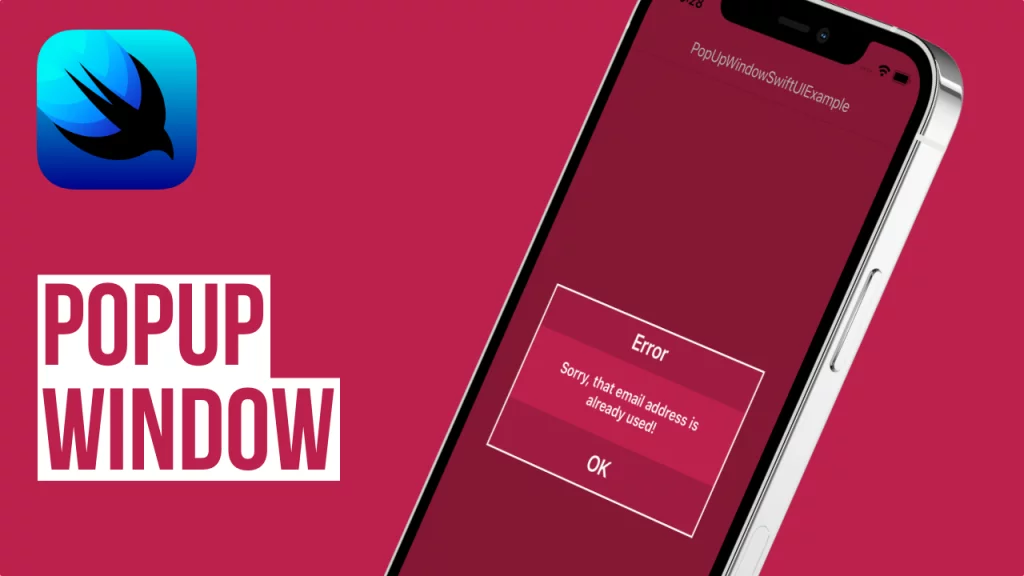 POPUP
WINDOW
PopUpWindowSwiftUIExample
Error
Sorry, that email address is
already used!
OK